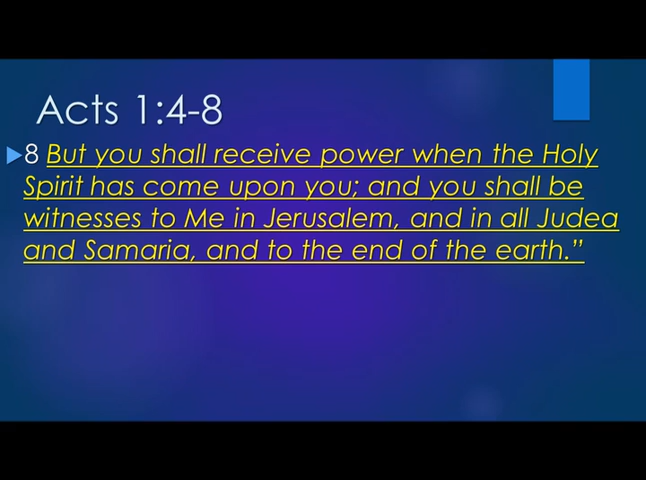 Acts 1:4-8
8 But you shall receive power when the Holy
Spirit has come upon you; and you shall be
witnesses to Me in Jerusalem, and in all Judea
and Samaria, and to the end of the earth.”